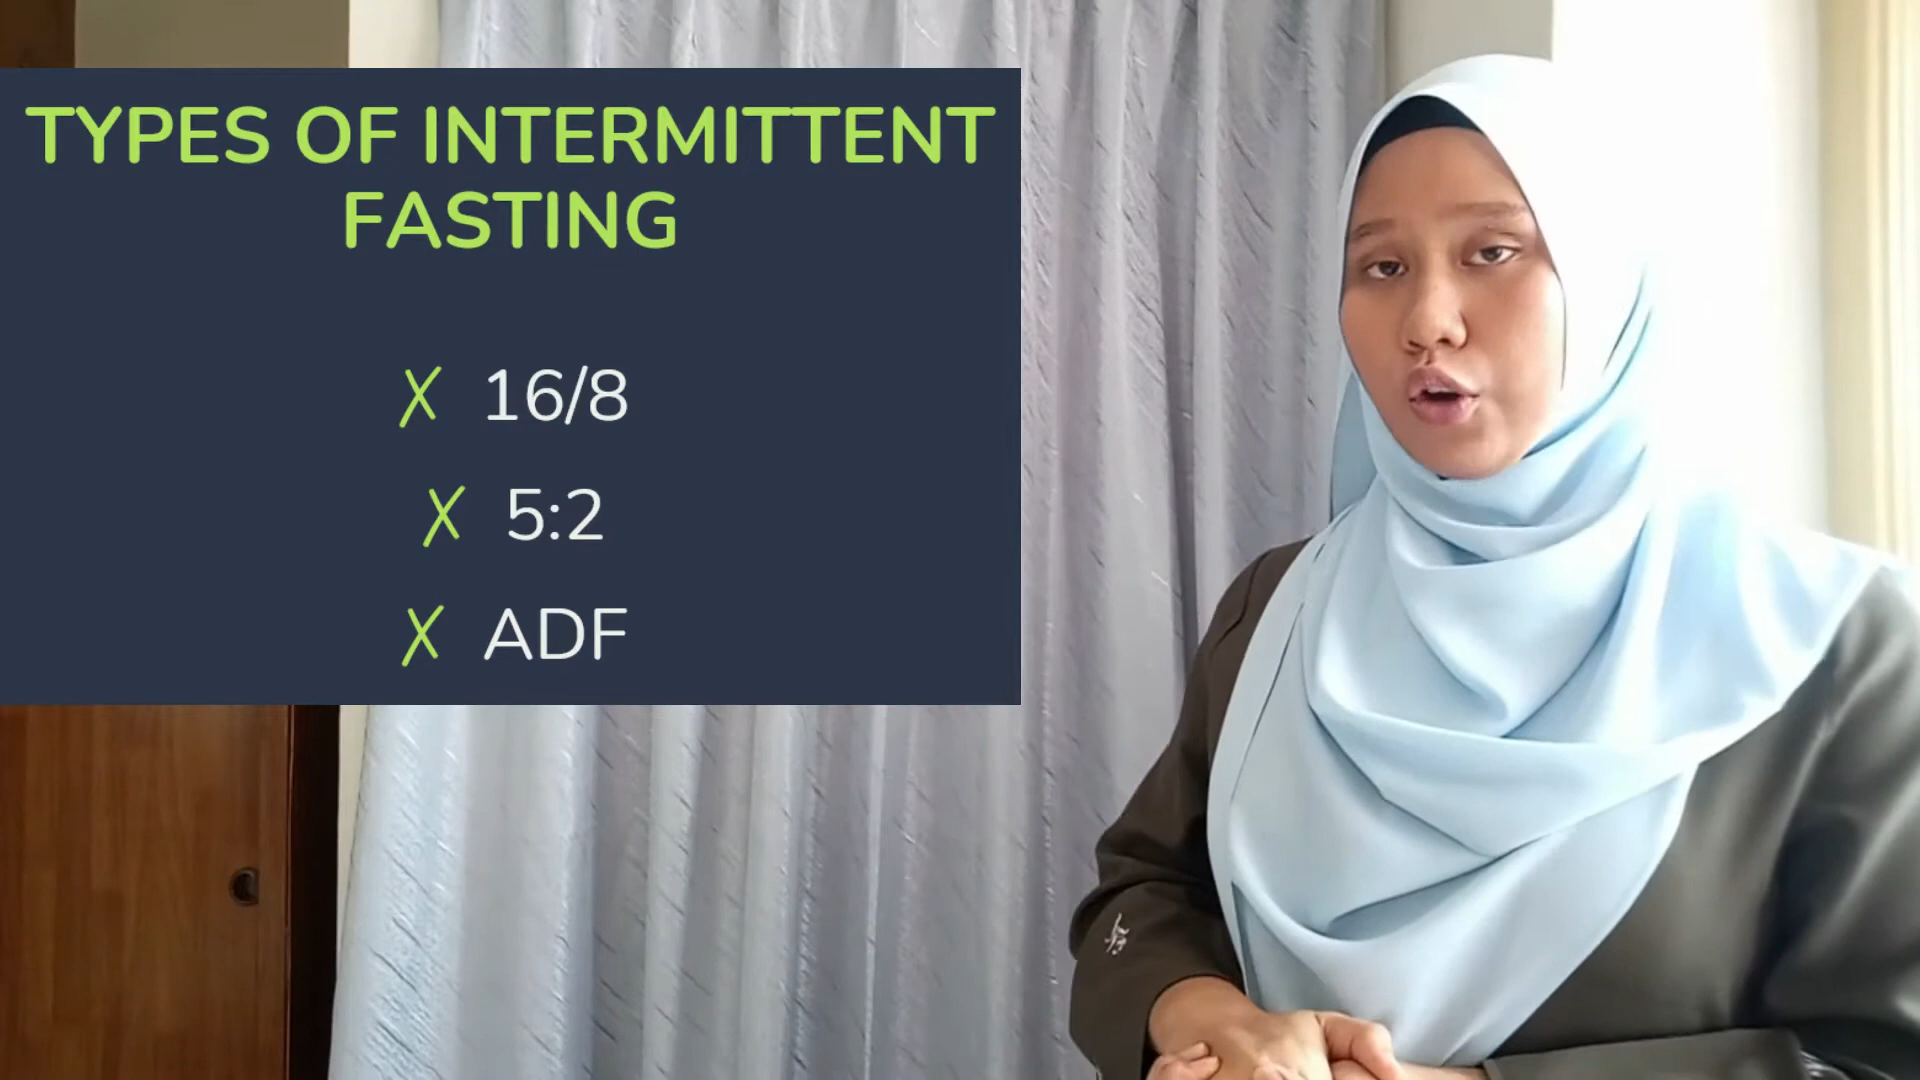 TYPES OF INTERMITTENT
FASTING
16/8
5:2
ADF